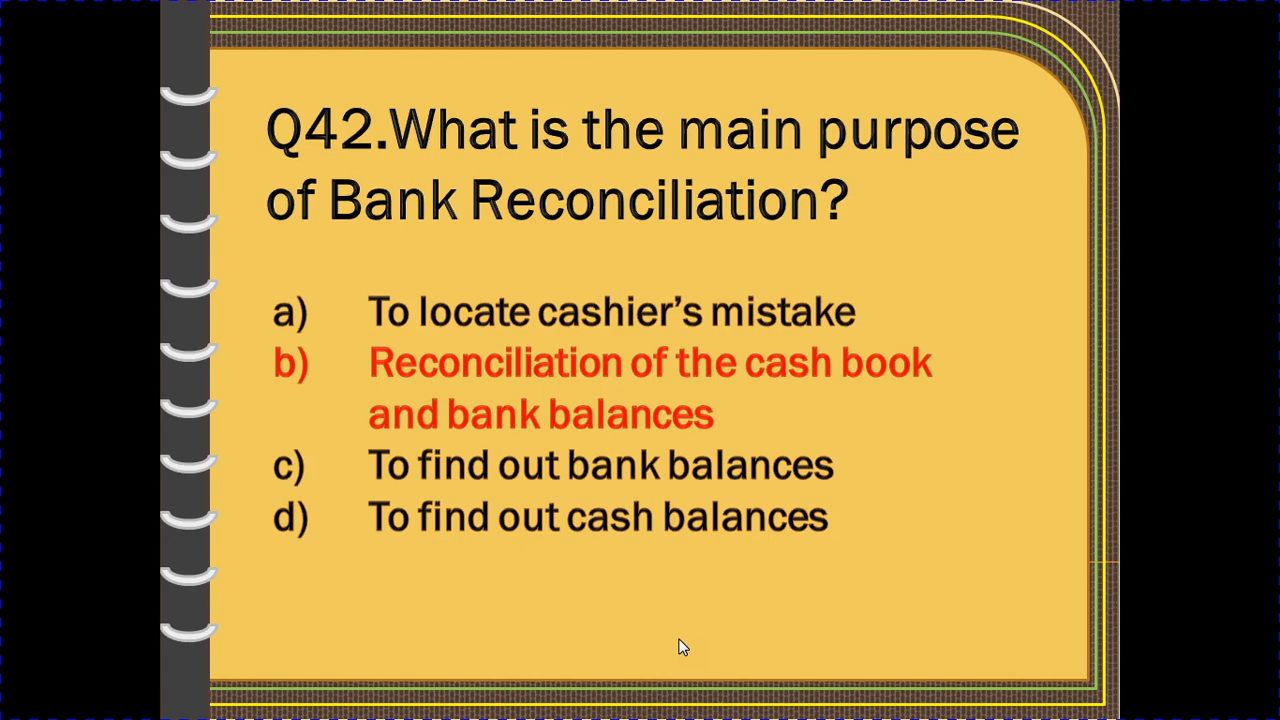 Q42.What is the main purpose
of Bank Reconciliation?
a) To locate cashier’s mistake
b) Reconciliation of the cash book
and bank balances
c) To find out bank balances
d) To find out cash balances